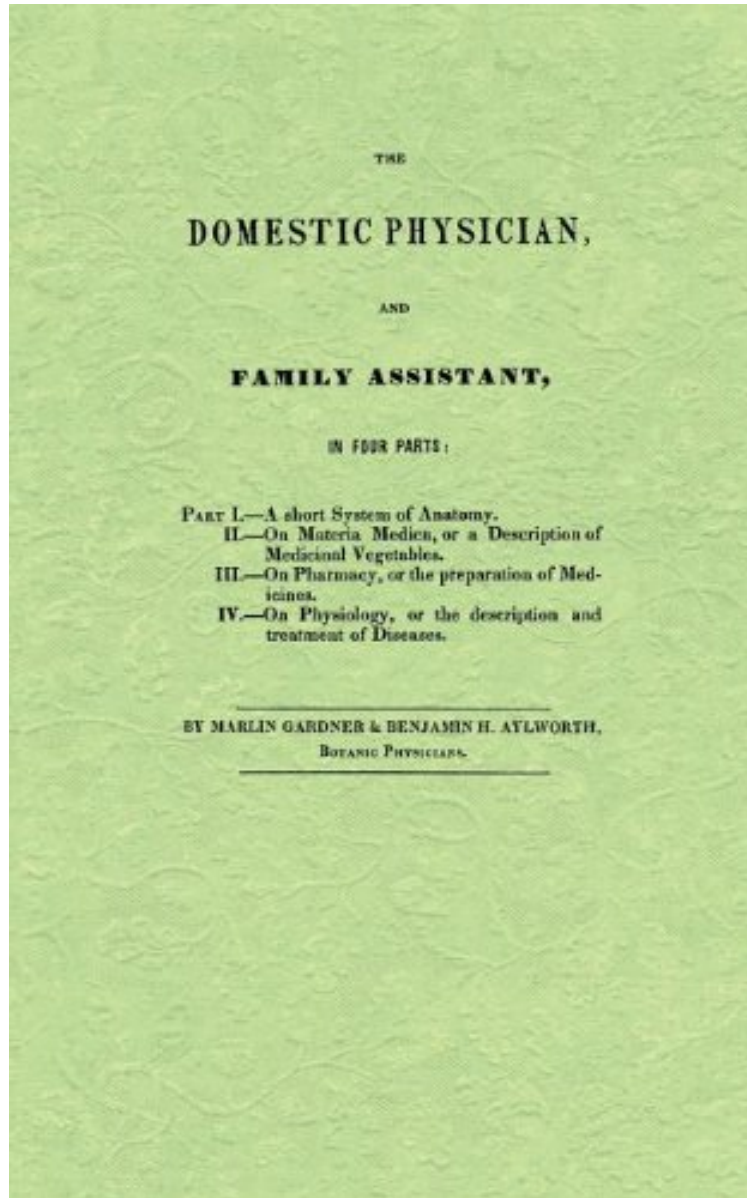 THE
DOMESTIC PHYSICIAN,
AND
FAMILY ASSISTANT,
IN FOUR PARTS:
PART I.—A short System of Anatomy.
II.—On Materia Medica, or a Description of
Medicinal Vegetables.
III.—On Pharmacy, or the preparation of Med-
icines.
IV.—On Physiology, or the description and
treatment of Diseases.
BY MARLIN GARDNER & BENJAMIN H. AYLWORTH,
BOTANIC PHYSICIANS.